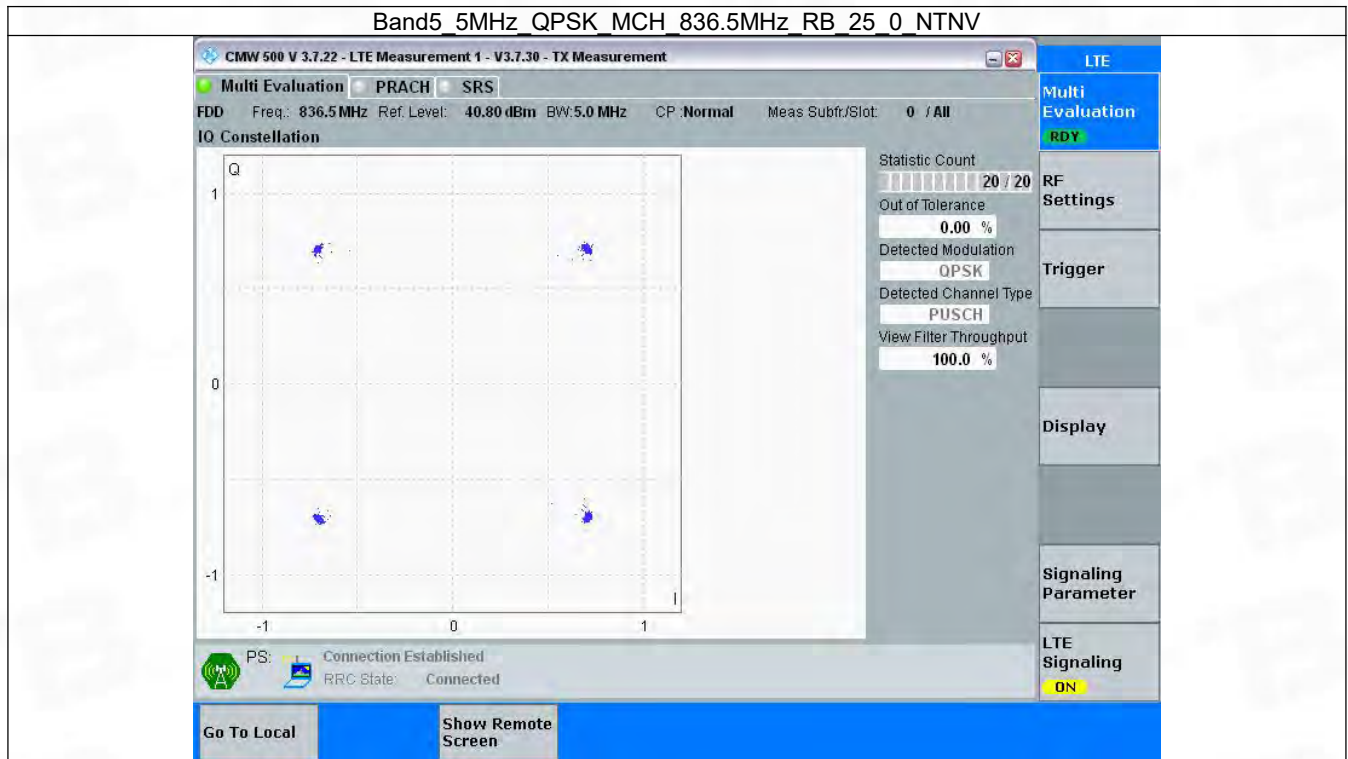 Band5_5MHz_QPSK_MCH_836.5MHz_RB_25_0_NTNV
CMW 500 V 3.7.22 - LTE Measurement 1 - V3.7.30 - TX Measurement
LTE
Multi Evaluation PRACH SRS
FDD Freq.: 836.5 MHz Ref. Level: 40.80 dBm BW: 5.0 MHz CP :Normal Meas Subfr./Slot: 0 / All
IQ Constellation
Q
1
0
-1
I
-1 0 1
Statistic Count
20 / 20
Out of Tolerance
0.00 %
Detected Modulation
QPSK
Detected Channel Type
PUSCH
View Filter Throughput
100.0 %
Multi
Evaluation
RDY
RF
Settings
Trigger
Display
Signaling
Parameter
LTE
Signaling
ON
PS: Connection Established
RRC State: Connected
Go To Local
Show Remote
Screen